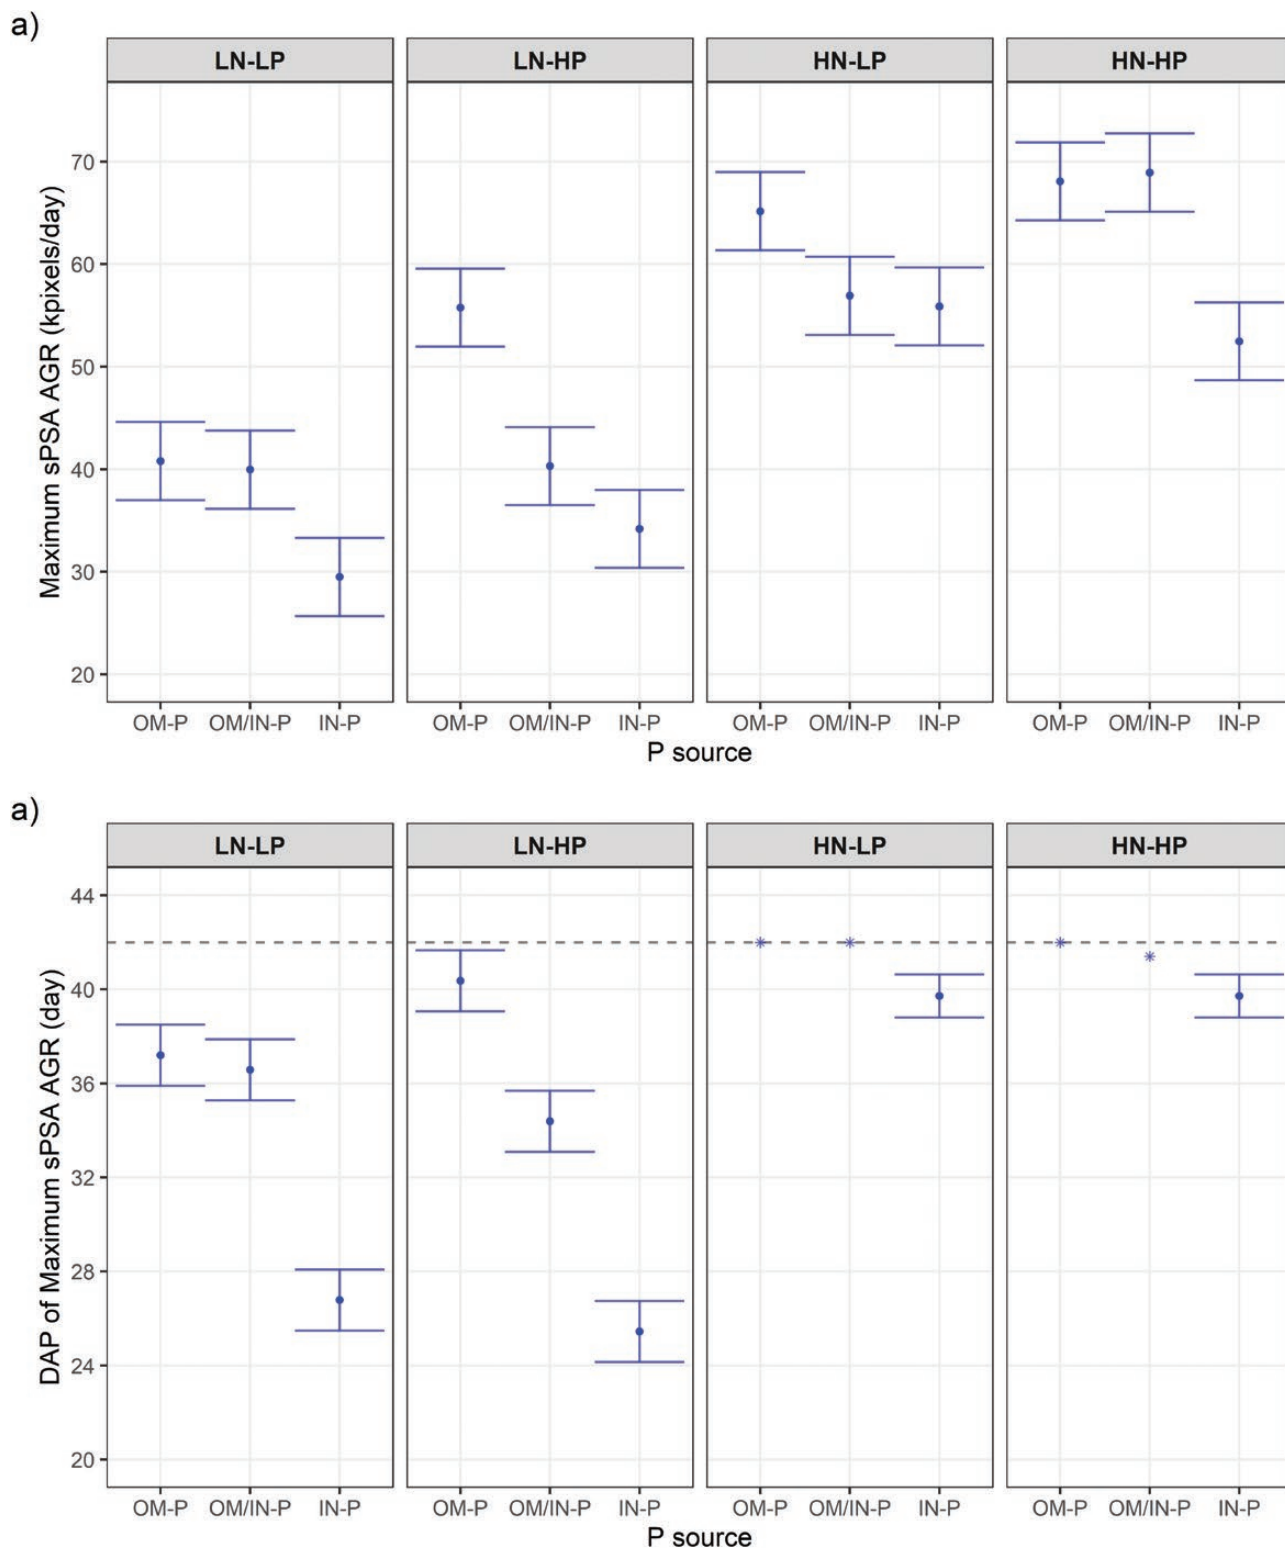 a)
LN-LP LN-HP HN-LP HN-HP
Maximum sPSA AGR (kpixels/day)
70
60
50
40
30
20
OM-P OM/IN-P IN-P OM-P OM/IN-P IN-P OM-P OM/IN-P IN-P OM-P OM/IN-P IN-P
P source
a)
LN-LP LN-HP HN-LP HN-HP
DAP of Maximum sPSA AGR (day)
44
40
36
32
28
24
20
OM-P OM/IN-P IN-P OM-P OM/IN-P IN-P OM-P OM/IN-P IN-P OM-P OM/IN-P IN-P
P source